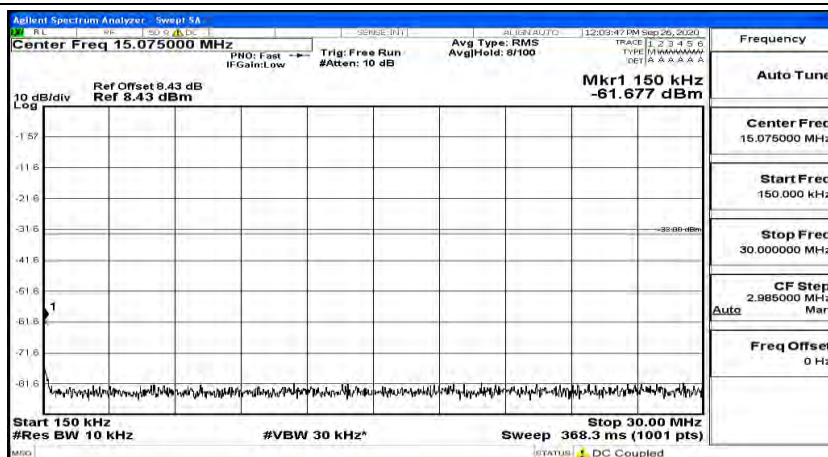 Agilent Spectrum Analyzer - Swept SA
RL RF 50 Ω DC SENSE:INT ALIGN AUTO 12:03:47 PM Sep 26, 2020
Center Freq 15.075000 MHz
PNO: Fast
IFGain:Low
Trig: Free Run
#Atten: 10 dB
Avg Type: RMS
Avg|Hold: 8/100
TRACE 1 2 3 4 5 6
TYPE M WWWWW
DET A A A A A A
Ref Offset 8.43 dB
10 dB/div Ref 8.43 dBm
Log
Mkr1 150 kHz
-61.677 dBm
-1.57
-11.6
-21.6
-31.6
-33.00 dBm
-41.6
-51.6
1
-61.6
-71.6
-81.6
Start 150 kHz Stop 30.00 MHz
#Res BW 10 kHz #VBW 30 kHz* Sweep 368.3 ms (1001 pts)
MSG STATUS DC Coupled
Frequency
Auto Tune
Center Freq
15.075000 MHz
Start Freq
150.000 kHz
Stop Freq
30.000000 MHz
CF Step
2.985000 MHz
Auto Man
Freq Offset
0 Hz